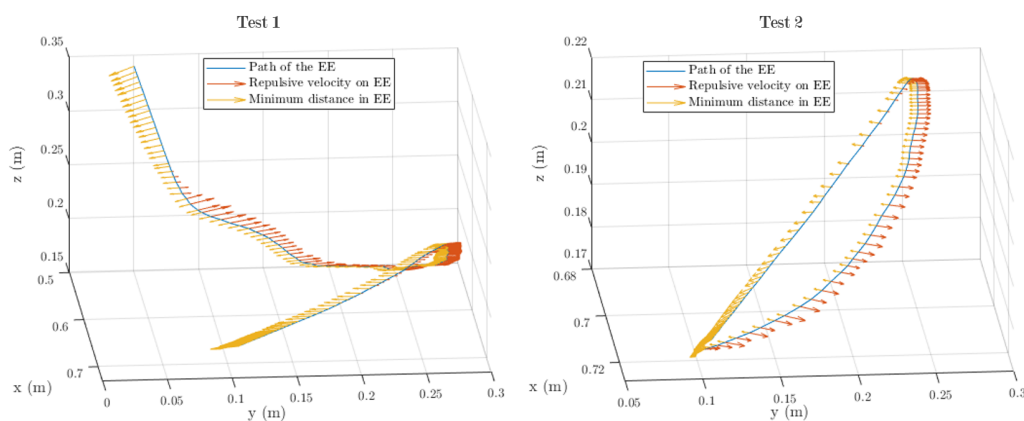 Test 1
0.35
0.3
0.25
0.2
0.15
z (m)
0.5
0.6
0.7
x (m)
0
0.05
0.1
0.15
0.2
0.25
0.3
y (m)
Path of the EE
Repulsive velocity on EE
Minimum distance in EE
Test 2
0.22
0.21
0.2
0.19
0.18
0.17
z (m)
0.68
0.7
0.72
x (m)
0.05
0.1
0.15
0.2
0.25
0.3
y (m)
Path of the EE
Repulsive velocity on EE
Minimum distance in EE